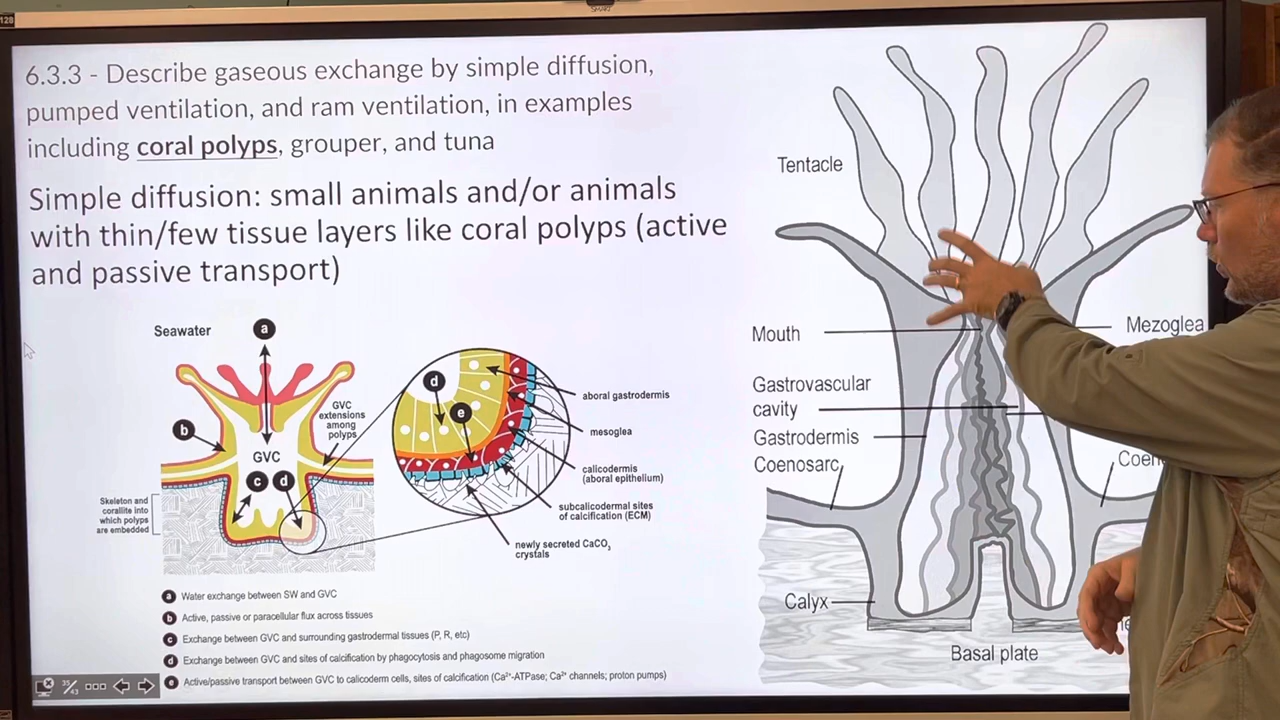 128
SMART
6.3.3 - Describe gaseous exchange by simple diffusion,
pumped ventilation, and ram ventilation, in examples
including coral polyps, grouper, and tuna
Simple diffusion: small animals and/or animals
with thin/few tissue layers like coral polyps (active
and passive transport)
Seawater
a
b
GVC
extensions
among
polyps
GVC
c
d
Skeleton and
corallite into
which polyps
are embedded
d
e
aboral gastrodermis
mesoglea
calicodermis
(aboral epithelium)
subcalicodermal sites
of calcification (ECM)
newly secreted CaCO₃
crystals
a Water exchange between SW and GVC
b Active, passive or paracellular flux across tissues
c Exchange between GVC and surrounding gastrodermal tissues (P, R, etc)
d Exchange between GVC and sites of calcification by phagocytosis and phagosome migration
e Active/passive transport between GVC to calicoderm cells, sites of calcification (Ca²⁺-ATPase; Ca²⁺ channels; proton pumps)
35/43
Tentacle
Mouth
Mezoglea
Gastrovascular
cavity
Gastrodermis
Coenosarc
Calyx
Basal plate